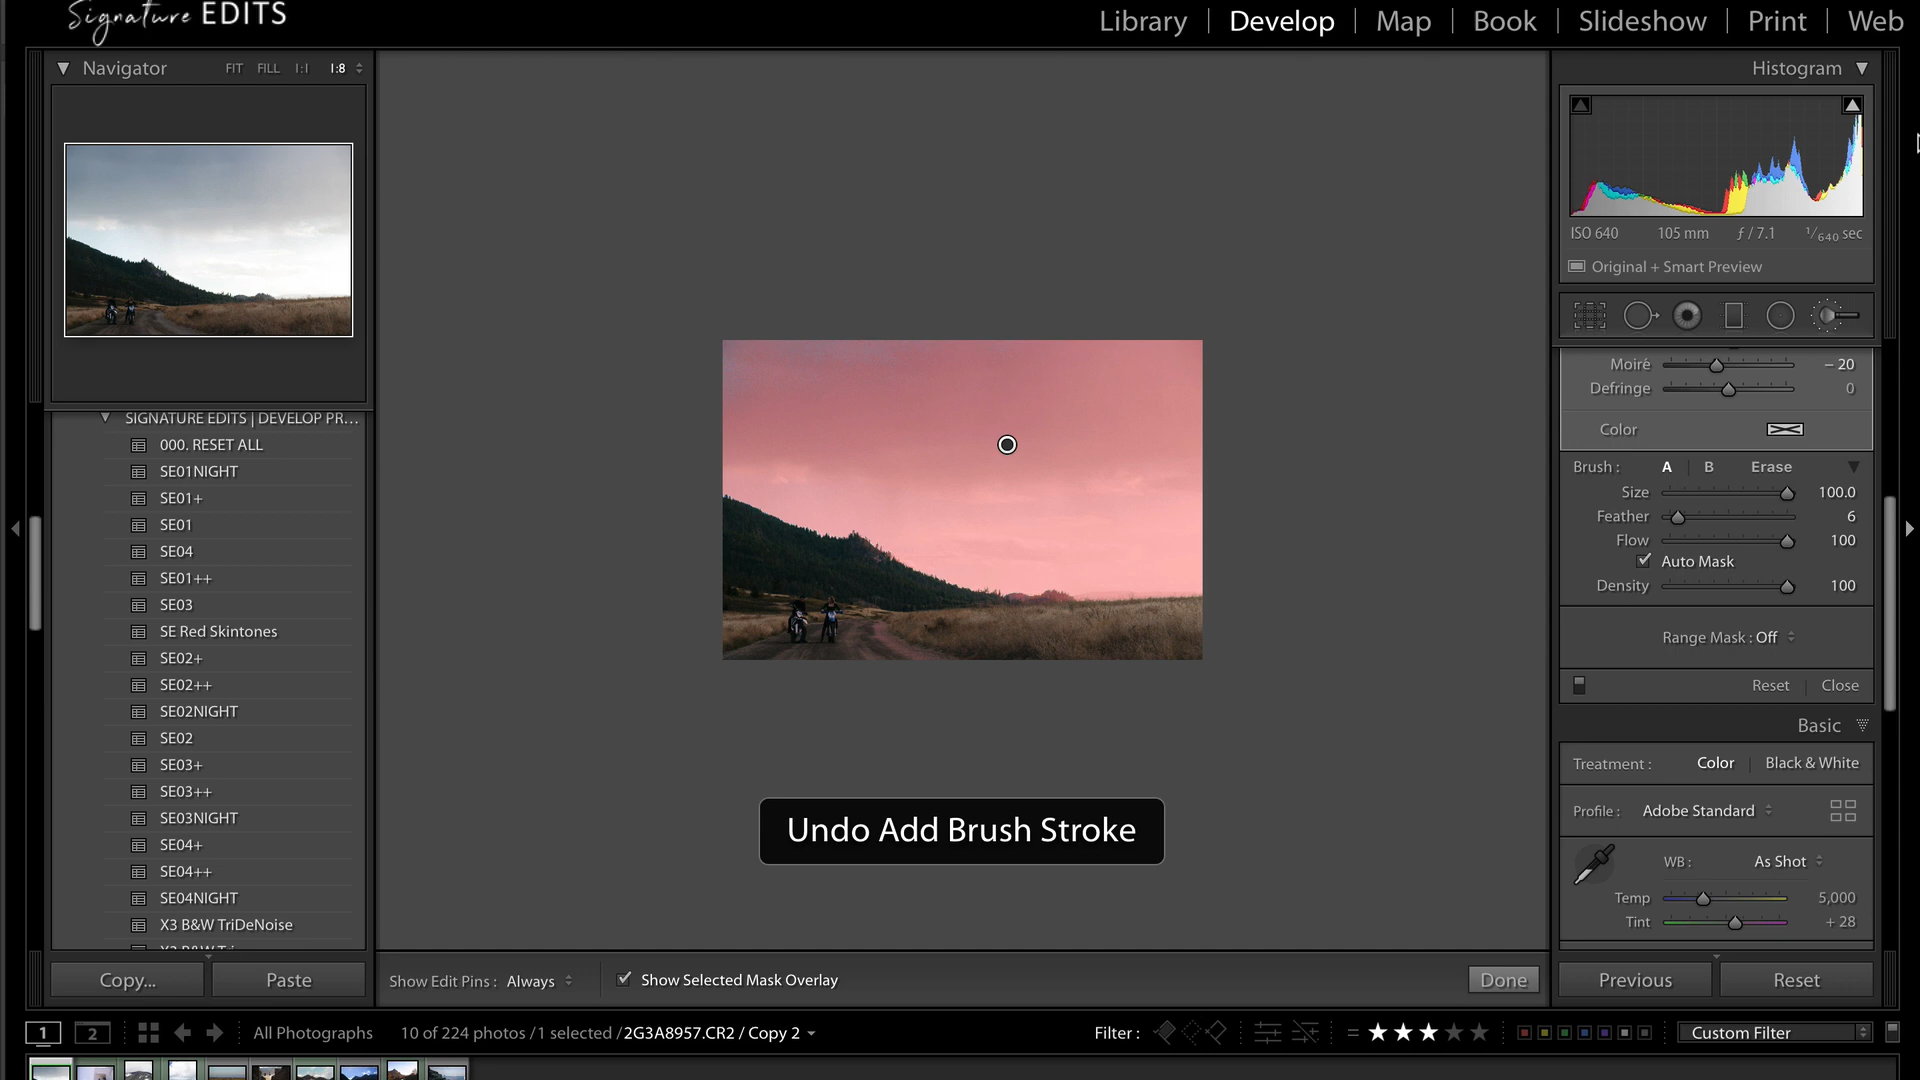 Signature EDITS
Library | Develop | Map | Book | Slideshow | Print | Web
Navigator FIT FILL 1:1 1:8
SIGNATURE EDITS | DEVELOP PR...
000. RESET ALL
SE01NIGHT
SE01+
SE01
SE04
SE01++
SE03
SE Red Skintones
SE02+
SE02++
SE02NIGHT
SE02
SE03+
SE03++
SE03NIGHT
SE04+
SE04++
SE04NIGHT
X3 B&W TriDeNoise
Copy... Paste
Undo Add Brush Stroke
Show Edit Pins : Always Show Selected Mask Overlay Done
Histogram
ISO 640 105 mm ƒ / 7.1 1/640 sec
Original + Smart Preview
Moiré – 20
Defringe 0
Color
Brush : A | B Erase
Size 100.0
Feather 6
Flow 100
Auto Mask
Density 100
Range Mask : Off
Reset | Close
Basic
Treatment : Color | Black & White
Profile : Adobe Standard
WB : As Shot
Temp 5,000
Tint + 28
Previous Reset
1 2 All Photographs 10 of 224 photos /1 selected /2G3A8957.CR2 / Copy 2 Filter : Custom Filter